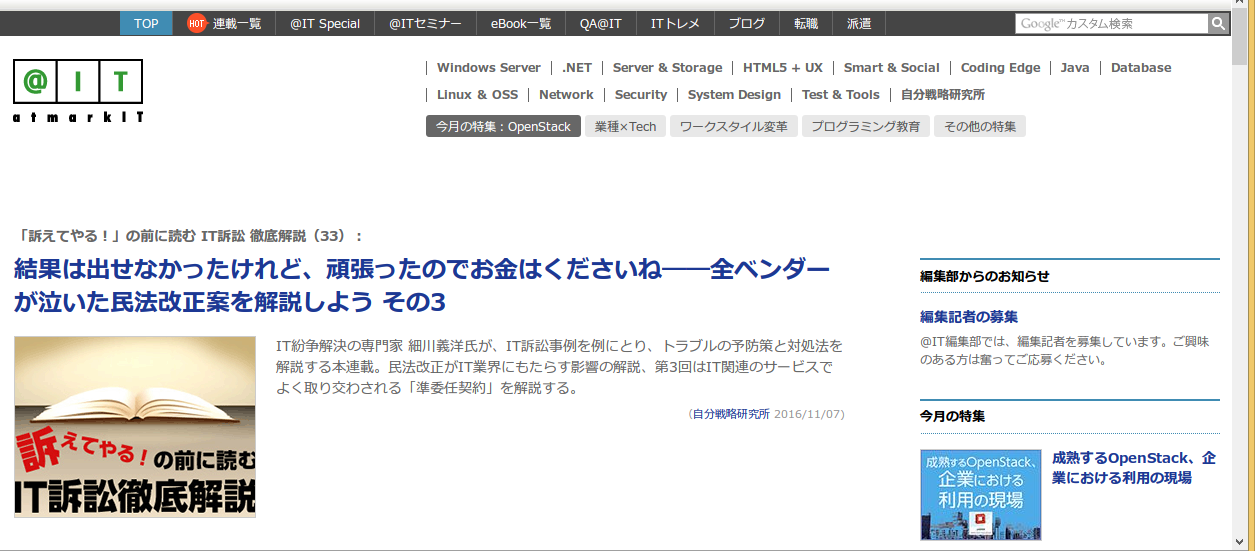 TOP
HOT 連載一覧
@IT Special
@ITセミナー
eBook一覧
QA@IT
ITトレメ
ブログ
転職
派遣
Google™カスタム検索
@IT
atmarkIT
Windows Server
.NET
Server & Storage
HTML5 + UX
Smart & Social
Coding Edge
Java
Database
Linux & OSS
Network
Security
System Design
Test & Tools
自分戦略研究所
今月の特集：OpenStack
業種×Tech
ワークスタイル変革
プログラミング教育
その他の特集
「訴えてやる！」の前に読む IT訴訟 徹底解説（33）：
結果は出せなかったけれど、頑張ったのでお金はくださいね――全ベンダー
が泣いた民法改正案を解説しよう その3
訴えてやる！の前に読む
IT訴訟徹底解説
IT紛争解決の専門家 細川義洋氏が、IT訴訟事例を例にとり、トラブルの予防策と対処法を
解説する本連載。民法改正がIT業界にもたらす影響の解説、第3回はIT関連のサービスで
よく取り交わされる「準委任契約」を解説する。
（自分戦略研究所 2016/11/07)
編集部からのお知らせ
編集記者の募集
@IT編集部では、編集記者を募集しています。ご興味
のある方は奮ってご応募ください。
今月の特集
成熟するOpenStack、
企業における
利用の現場
成熟するOpenStack、企
業における利用の現場